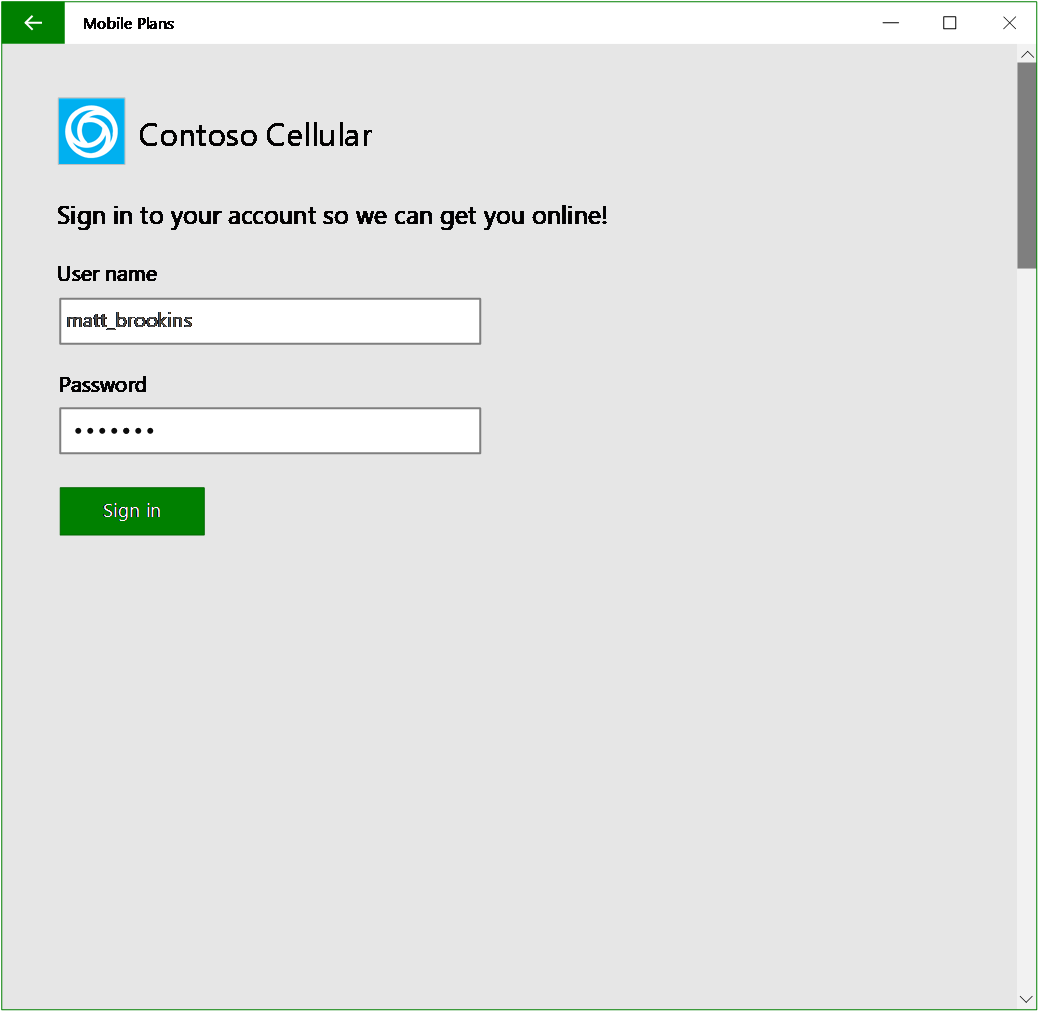 Mobile Plans
Contoso Cellular
Sign in to your account so we can get you online!
User name
matt_brookins
Password
•••••••
Sign in